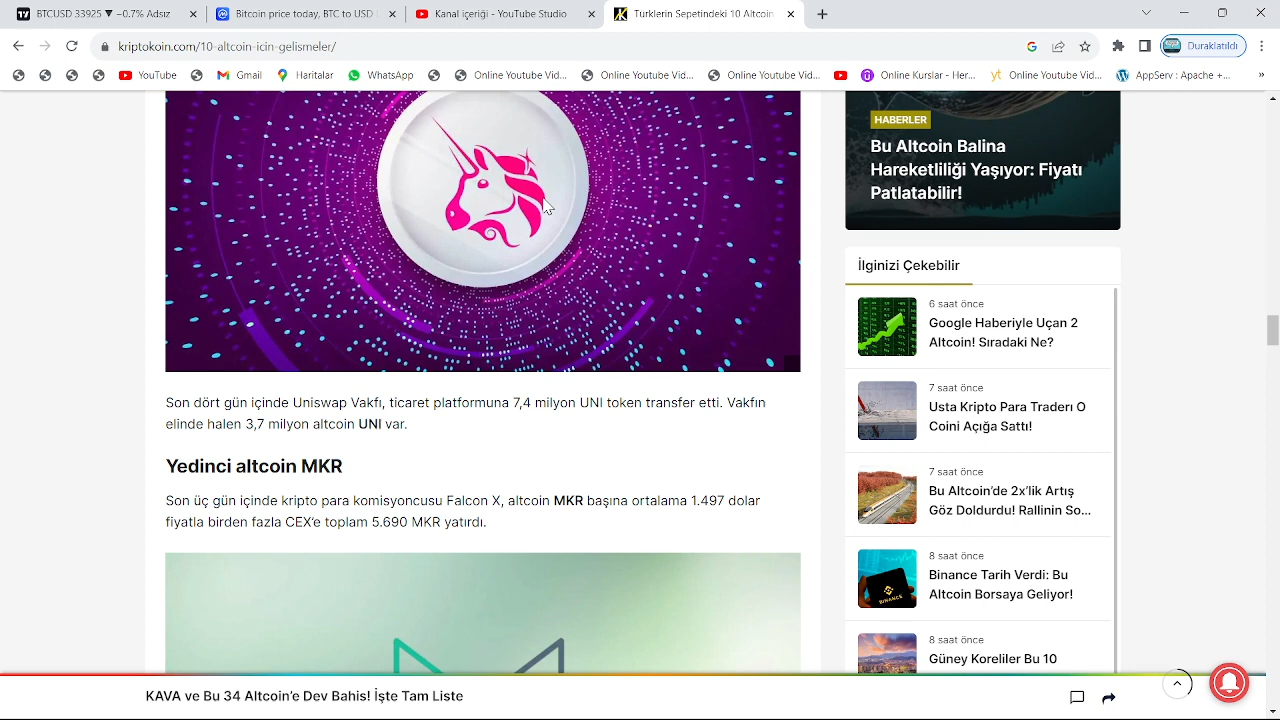 BTCUSD 33925 ▼ −0.7% Adsız
Bitcoin price today, BTC to USD l
Kanal içeriği - YouTube Studio
Türklerin Sepetindeki 10 Altcoin
kriptokoin.com/10-altcoin-icin-gelismeler/
Duraklatıldı
YouTube
Gmail
Haritalar
WhatsApp
Online Youtube Vid...
Online Youtube Vid...
Online Youtube Vid...
Online Kurslar - Her...
Online Youtube Vid...
AppServ : Apache +...
HABERLER
Bu Altcoin Balina
Hareketliliği Yaşıyor: Fiyatı
Patlatabilir!
Son dört gün içinde Uniswap Vakfı, ticaret platformuna 7,4 milyon UNI token transfer etti. Vakfın
elinde halen 3,7 milyon altcoin UNI var.
Yedinci altcoin MKR
Son üç gün içinde kripto para komisyoncusu Falcon X, altcoin MKR başına ortalama 1.497 dolar
fiyatla birden fazla CEX’e toplam 5.690 MKR yatırdı.
İlginizi Çekebilir
6 saat önce
Google Haberiyle Uçan 2
Altcoin! Sıradaki Ne?
7 saat önce
Usta Kripto Para Traderı O
Coini Açığa Sattı!
7 saat önce
Bu Altcoin’de 2x’lik Artış
Göz Doldurdu! Rallinin So...
8 saat önce
Binance Tarih Verdi: Bu
Altcoin Borsaya Geliyor!
BINANCE
8 saat önce
Güney Koreliler Bu 10
KAVA ve Bu 34 Altcoin’e Dev Bahis! İşte Tam Liste